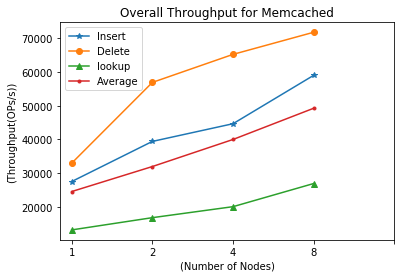 Overall Throughput for Memcached
Insert
Delete
lookup
Average
(Throughput(OPs/s))
70000
60000
50000
40000
30000
20000
1 2 4 8
(Number of Nodes)